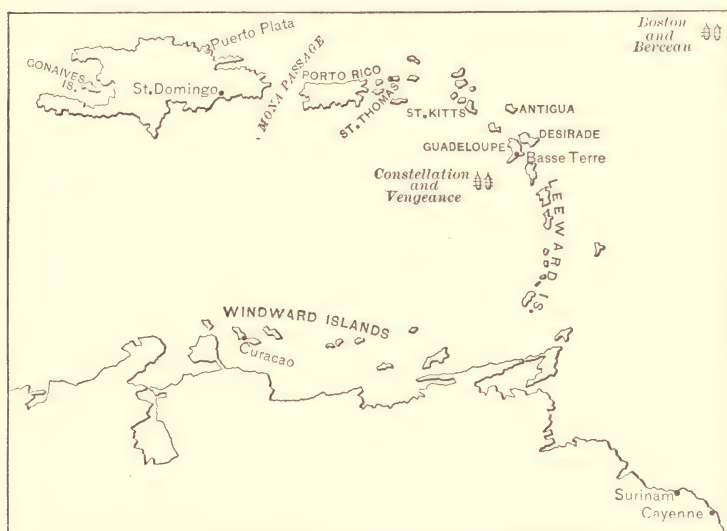 Boston
and
Berceau
Puerto Plata
GONAIVES
IS.
St. Domingo
MONA PASSAGE
PORTO RICO
ST. THOMAS
ST. KITTS
ANTIGUA
DESIRADE
GUADELOUPE
Basse Terre
Constellation
and
Vengeance
LEEWARD IS.
WINDWARD ISLANDS
Curacao
Surinam
Cayenne